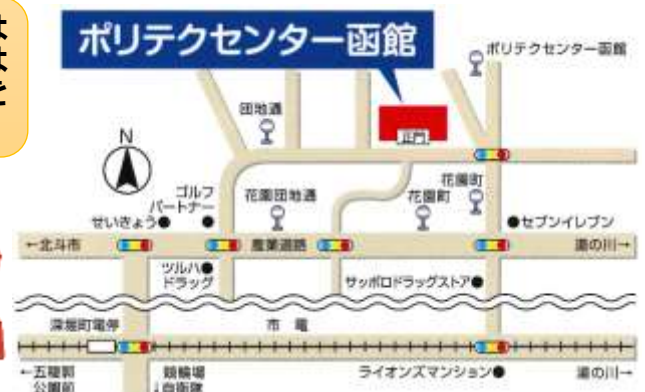 ポリテクセンター函館
ポリテクセンター函館
団地通
正門
N
ゴルフ
パートナー
せいきょう
花園団地通
花園町
花園町
セブンイレブン
←北斗市
産業道路
湯の川→
ツルハ
ドラッグ
サッポロドラッグストア
深堀町電停
市 電
←五稜郭
公園前
競輪場
↓自衛隊
ライオンズマンション
湯の川→